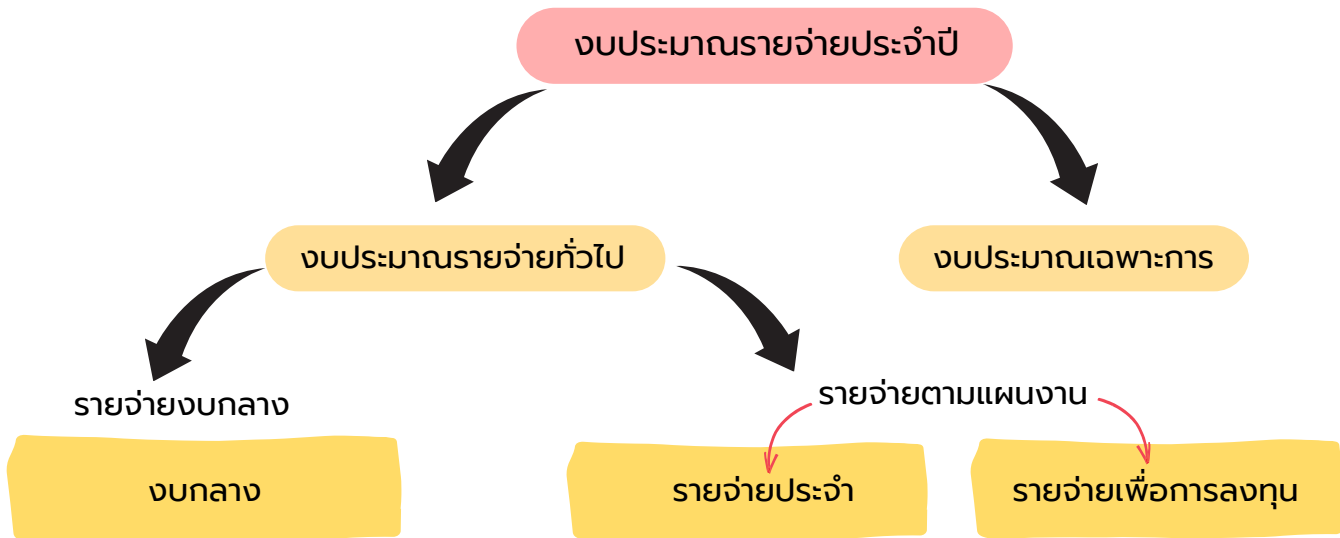 งบประมาณรายจ่ายประจำปี
งบประมาณรายจ่ายทั่วไป
งบประมาณเฉพาะการ
รายจ่ายงบกลาง
รายจ่ายตามแผนงาน
งบกลาง
รายจ่ายประจำ
รายจ่ายเพื่อการลงทุน